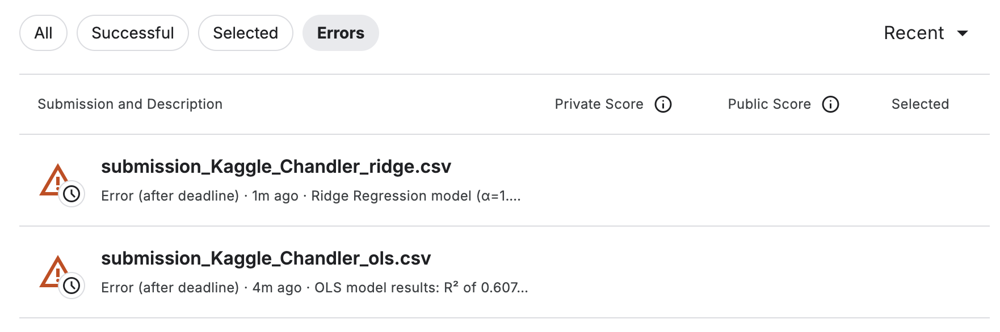 All Successful Selected Errors Recent
Submission and Description Private Score Public Score Selected
submission_Kaggle_Chandler_ridge.csv
Error (after deadline) · 1m ago · Ridge Regression model (α=1....
submission_Kaggle_Chandler_ols.csv
Error (after deadline) · 4m ago · OLS model results: R² of 0.607...